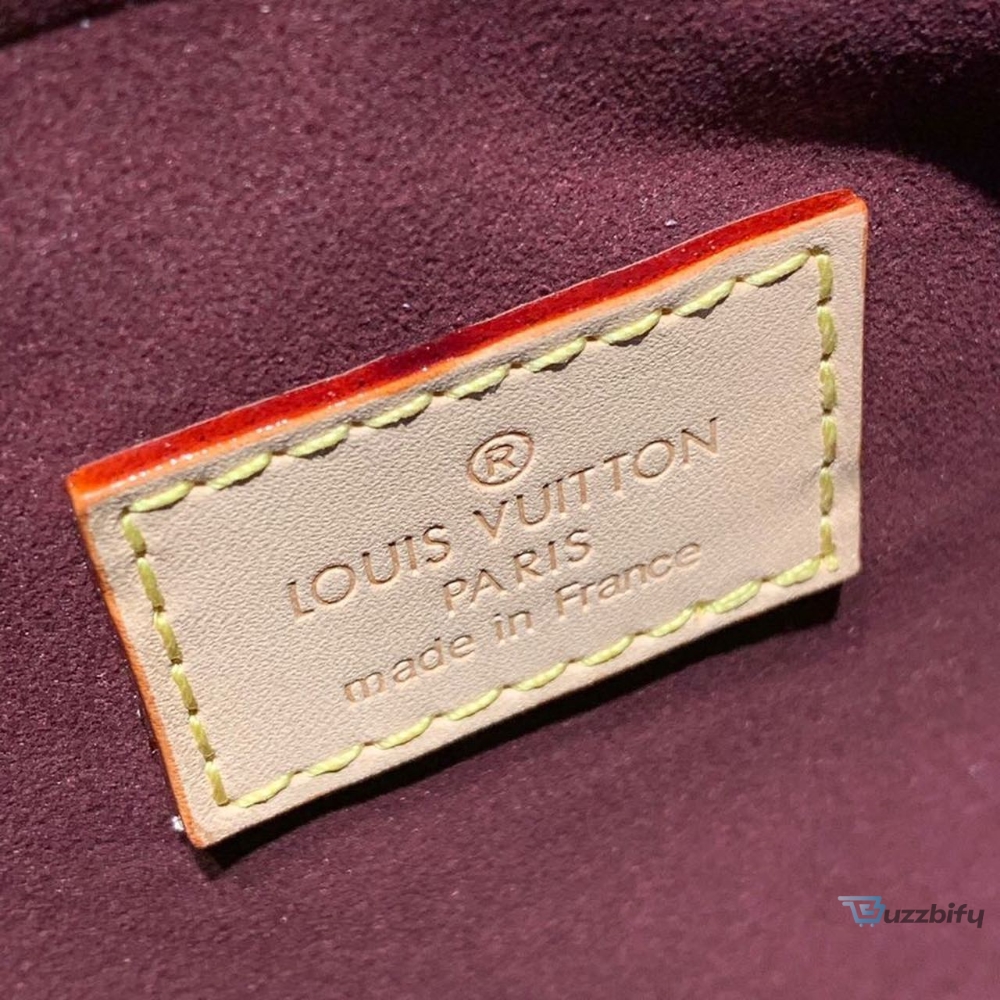 ®
LOUIS VUITTON
PARIS
made in France
Buzzbify